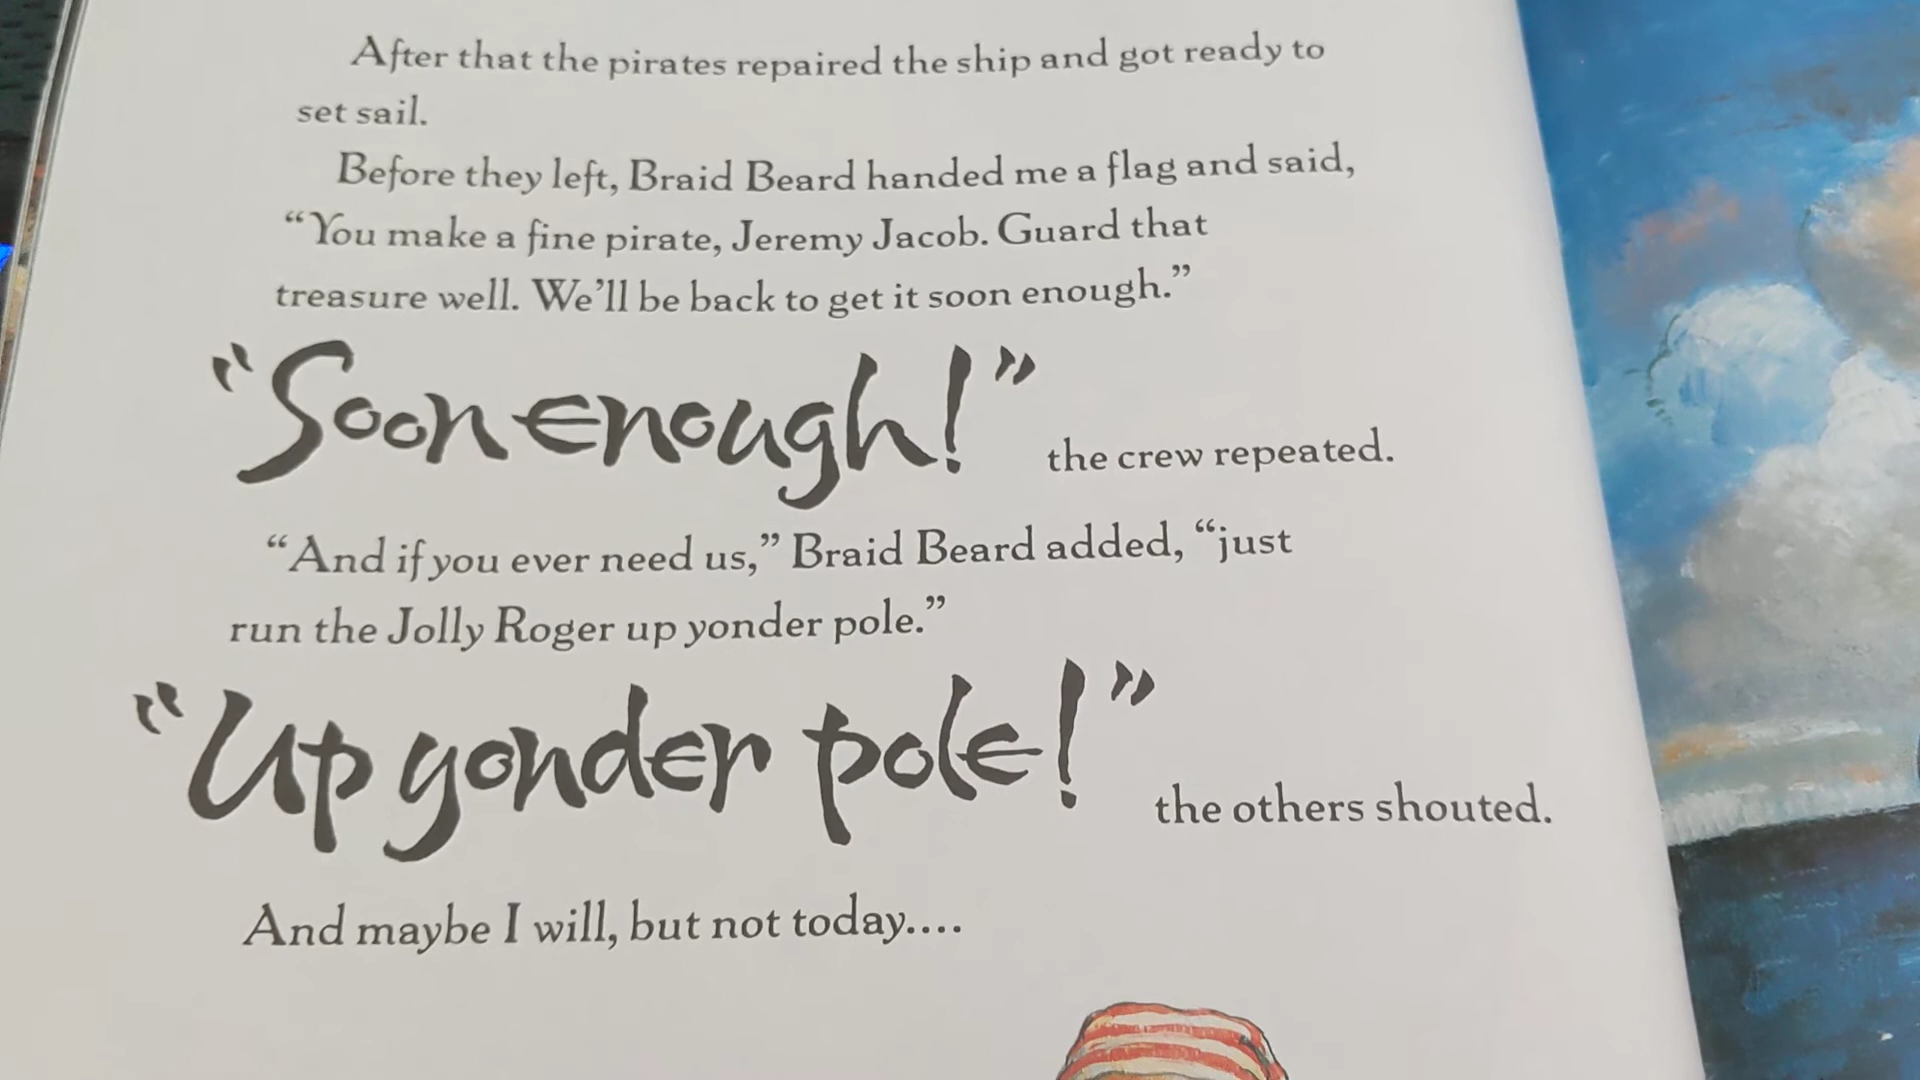 After that the pirates repaired the ship and got ready to
set sail.
Before they left, Braid Beard handed me a flag and said,
“You make a fine pirate, Jeremy Jacob. Guard that
treasure well. We’ll be back to get it soon enough.”
“Soon enough!” the crew repeated.
“And if you ever need us,” Braid Beard added, “just
run the Jolly Roger up yonder pole.”
“Up yonder pole!” the others shouted.
And maybe I will, but not today....